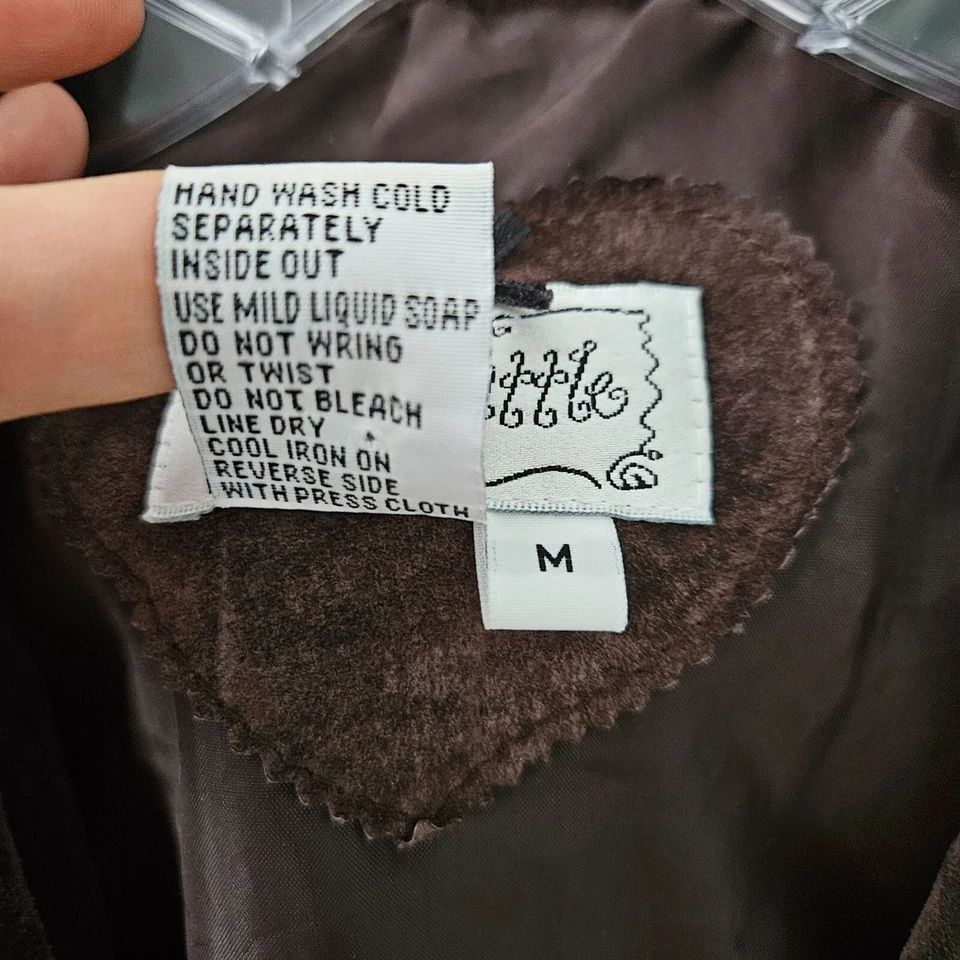 HAND WASH COLD
SEPARATELY
INSIDE OUT
USE MILD LIQUID SOAP
DO NOT WRING
OR TWIST
DO NOT BLEACH
LINE DRY
COOL IRON ON
REVERSE SIDE
WITH PRESS CLOTH
M